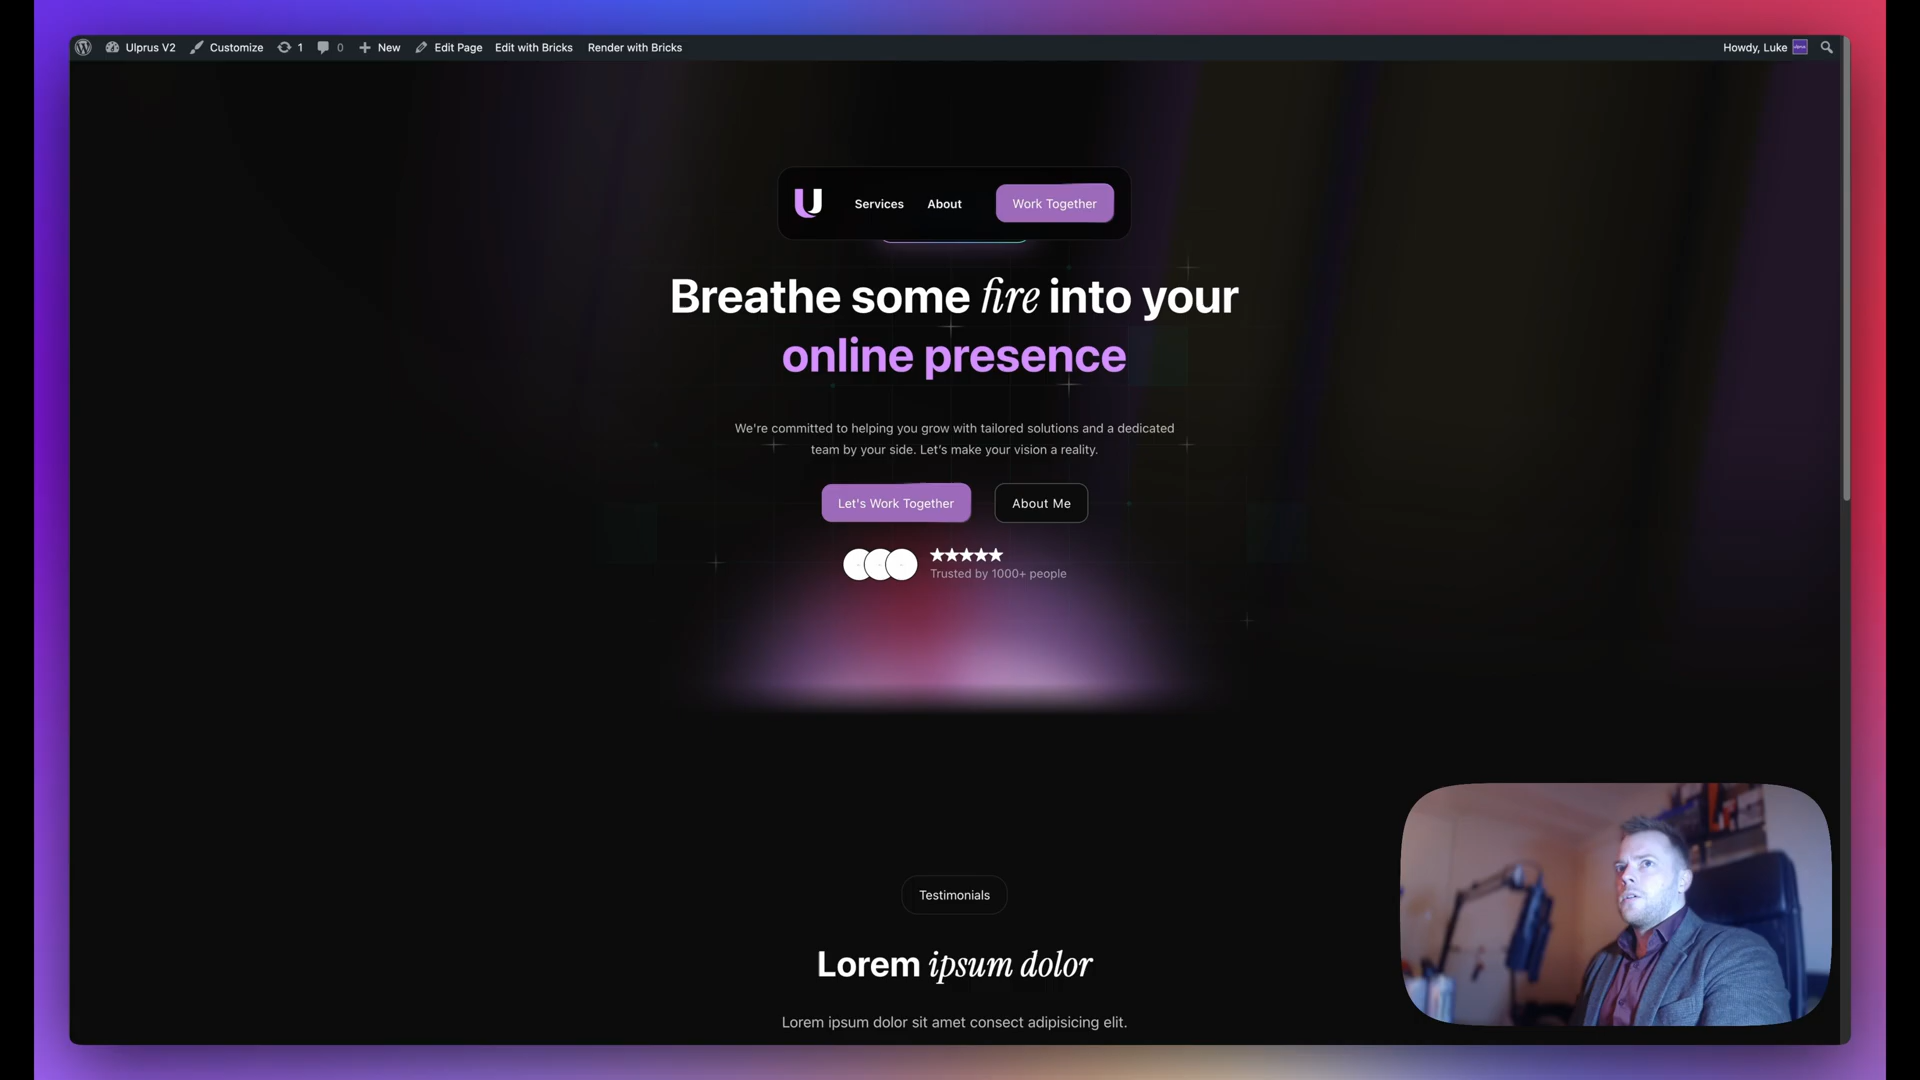 Ulprus V2 Customize 1 0 New Edit Page Edit with Bricks Render with Bricks Howdy, Luke
U Services About Work Together
Breathe some fire into your
online presence
We're committed to helping you grow with tailored solutions and a dedicated
team by your side. Let's make your vision a reality.
Let's Work Together About Me
Trusted by 1000+ people
Testimonials
Lorem ipsum dolor
Lorem ipsum dolor sit amet consect adipisicing elit.